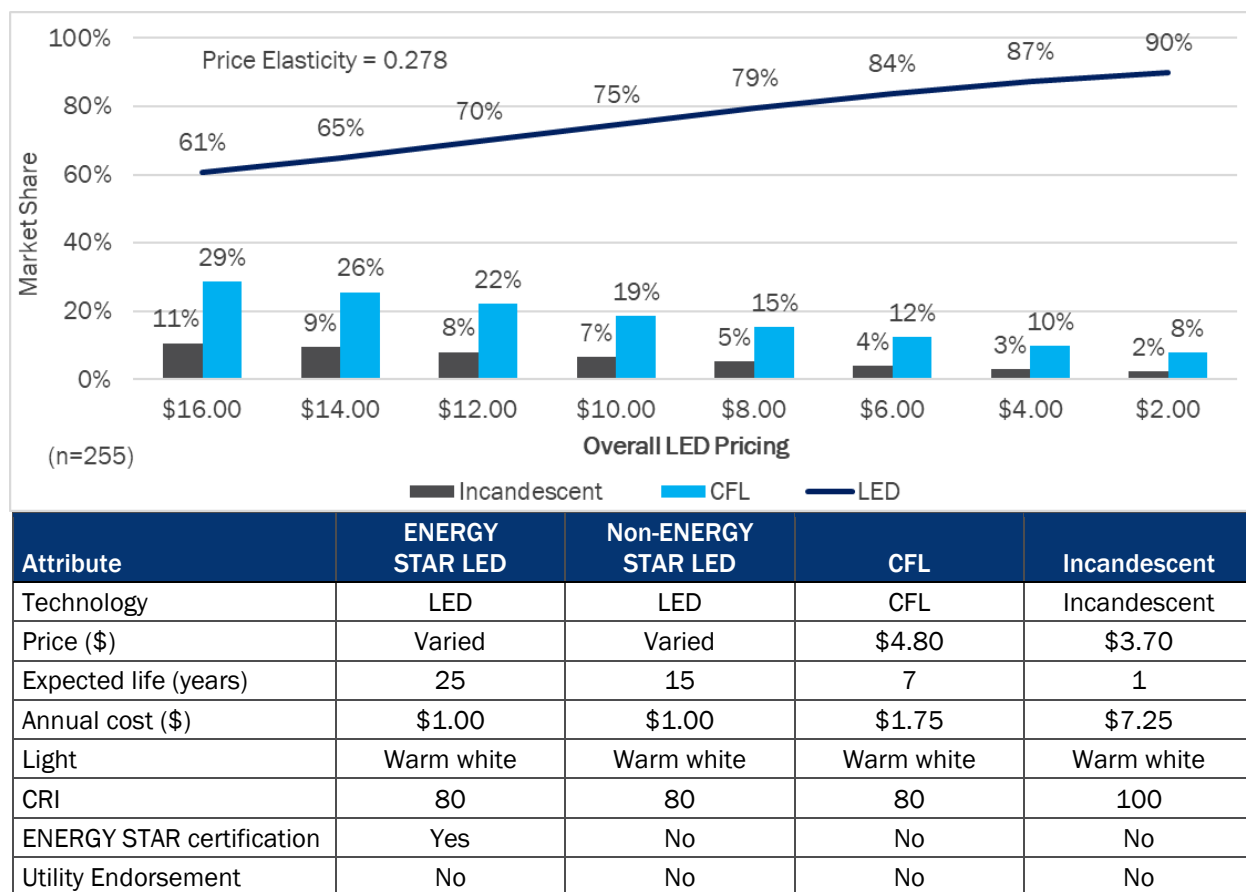 100%
Price Elasticity = 0.278
80%
60%
40%
20%
0%
Market Share
61%
65%
70%
75%
79%
84%
87%
90%
11%
29%
9%
26%
8%
22%
7%
19%
5%
15%
4%
12%
3%
10%
2%
8%
$16.00 $14.00 $12.00 $10.00 $8.00 $6.00 $4.00 $2.00
Overall LED Pricing
(n=255)
Incandescent CFL LED
Attribute ENERGY STAR LED Non-ENERGY STAR LED CFL Incandescent
Technology LED LED CFL Incandescent
Price ($) Varied Varied $4.80 $3.70
Expected life (years) 25 15 7 1
Annual cost ($) $1.00 $1.00 $1.75 $7.25
Light Warm white Warm white Warm white Warm white
CRI 80 80 80 100
ENERGY STAR certification Yes No No No
Utility Endorsement No No No No